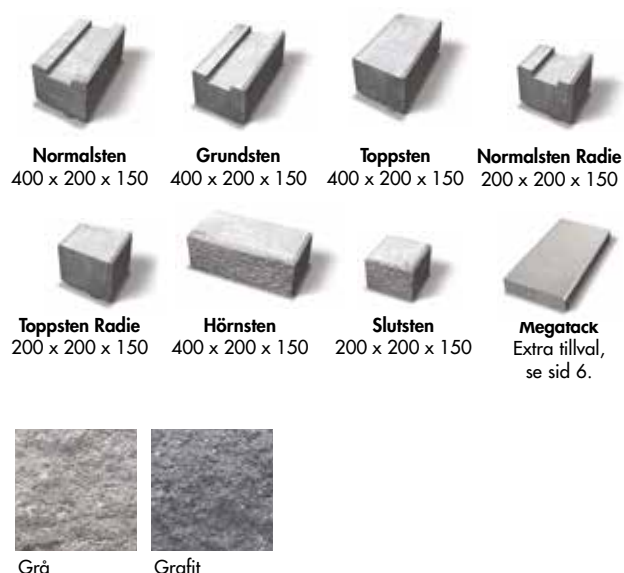 Normalsten
400 x 200 x 150
Grundsten
400 x 200 x 150
Toppsten
400 x 200 x 150
Normalsten Radie
200 x 200 x 150
Toppsten Radie
200 x 200 x 150
Hörnsten
400 x 200 x 150
Slutsten
200 x 200 x 150
Megatäck
Extra tillval,
se sid 6.
Grå
Grafit